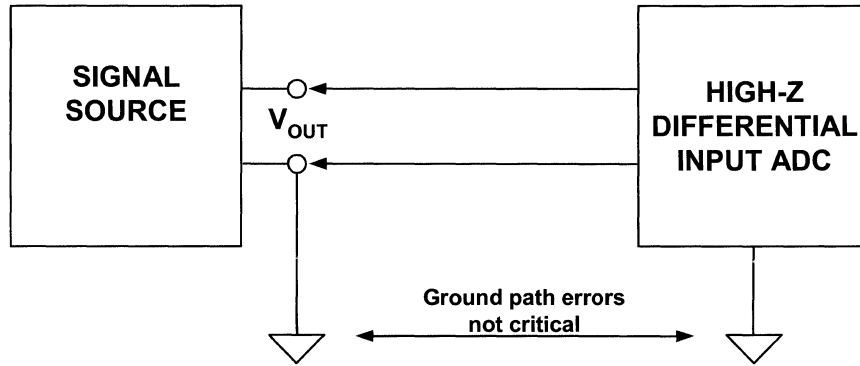 SIGNAL
SOURCE
V_OUT
HIGH-Z
DIFFERENTIAL
INPUT ADC
Ground path errors
not critical